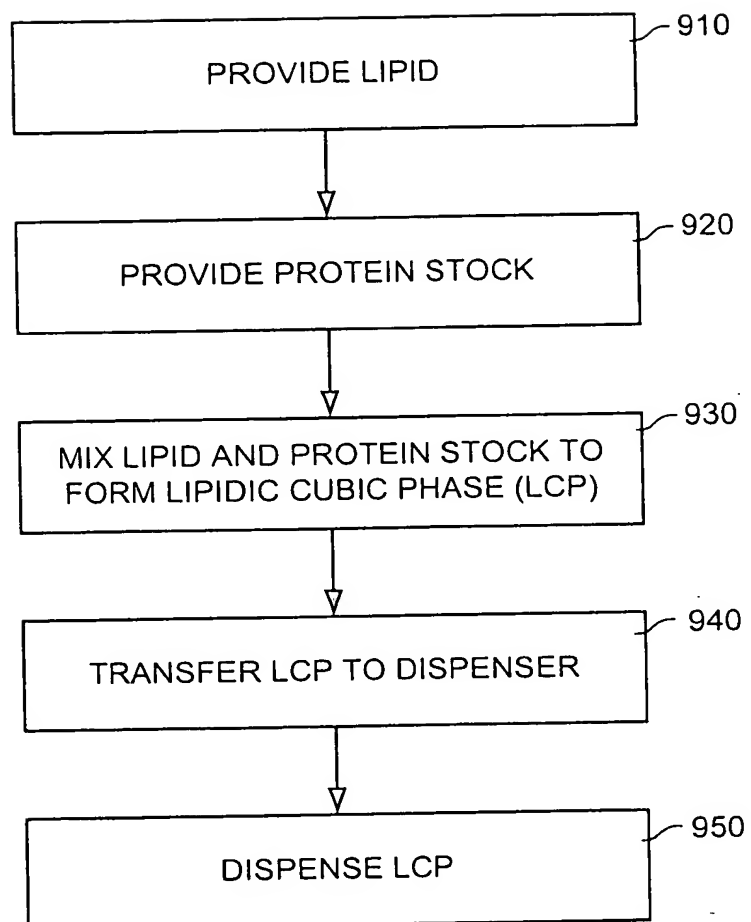 910
PROVIDE LIPID
920
PROVIDE PROTEIN STOCK
930
MIX LIPID AND PROTEIN STOCK TO
FORM LIPIDIC CUBIC PHASE (LCP)
940
TRANSFER LCP TO DISPENSER
950
DISPENSE LCP